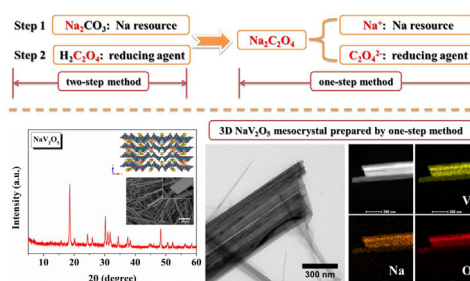 Step 1 Na₂CO₃: Na resource
Step 2 H₂C₂O₄: reducing agent
two-step method
Na₂C₂O₄
Na⁺: Na resource
C₂O₄²⁻: reducing agent
one-step method
3D NaV₂O₅ mesocrystal prepared by one-step method
NaV₂O₅
Intensity (a.u.)
10 20 30 40 50 60
2θ (degree)
300 nm
V
Na
O